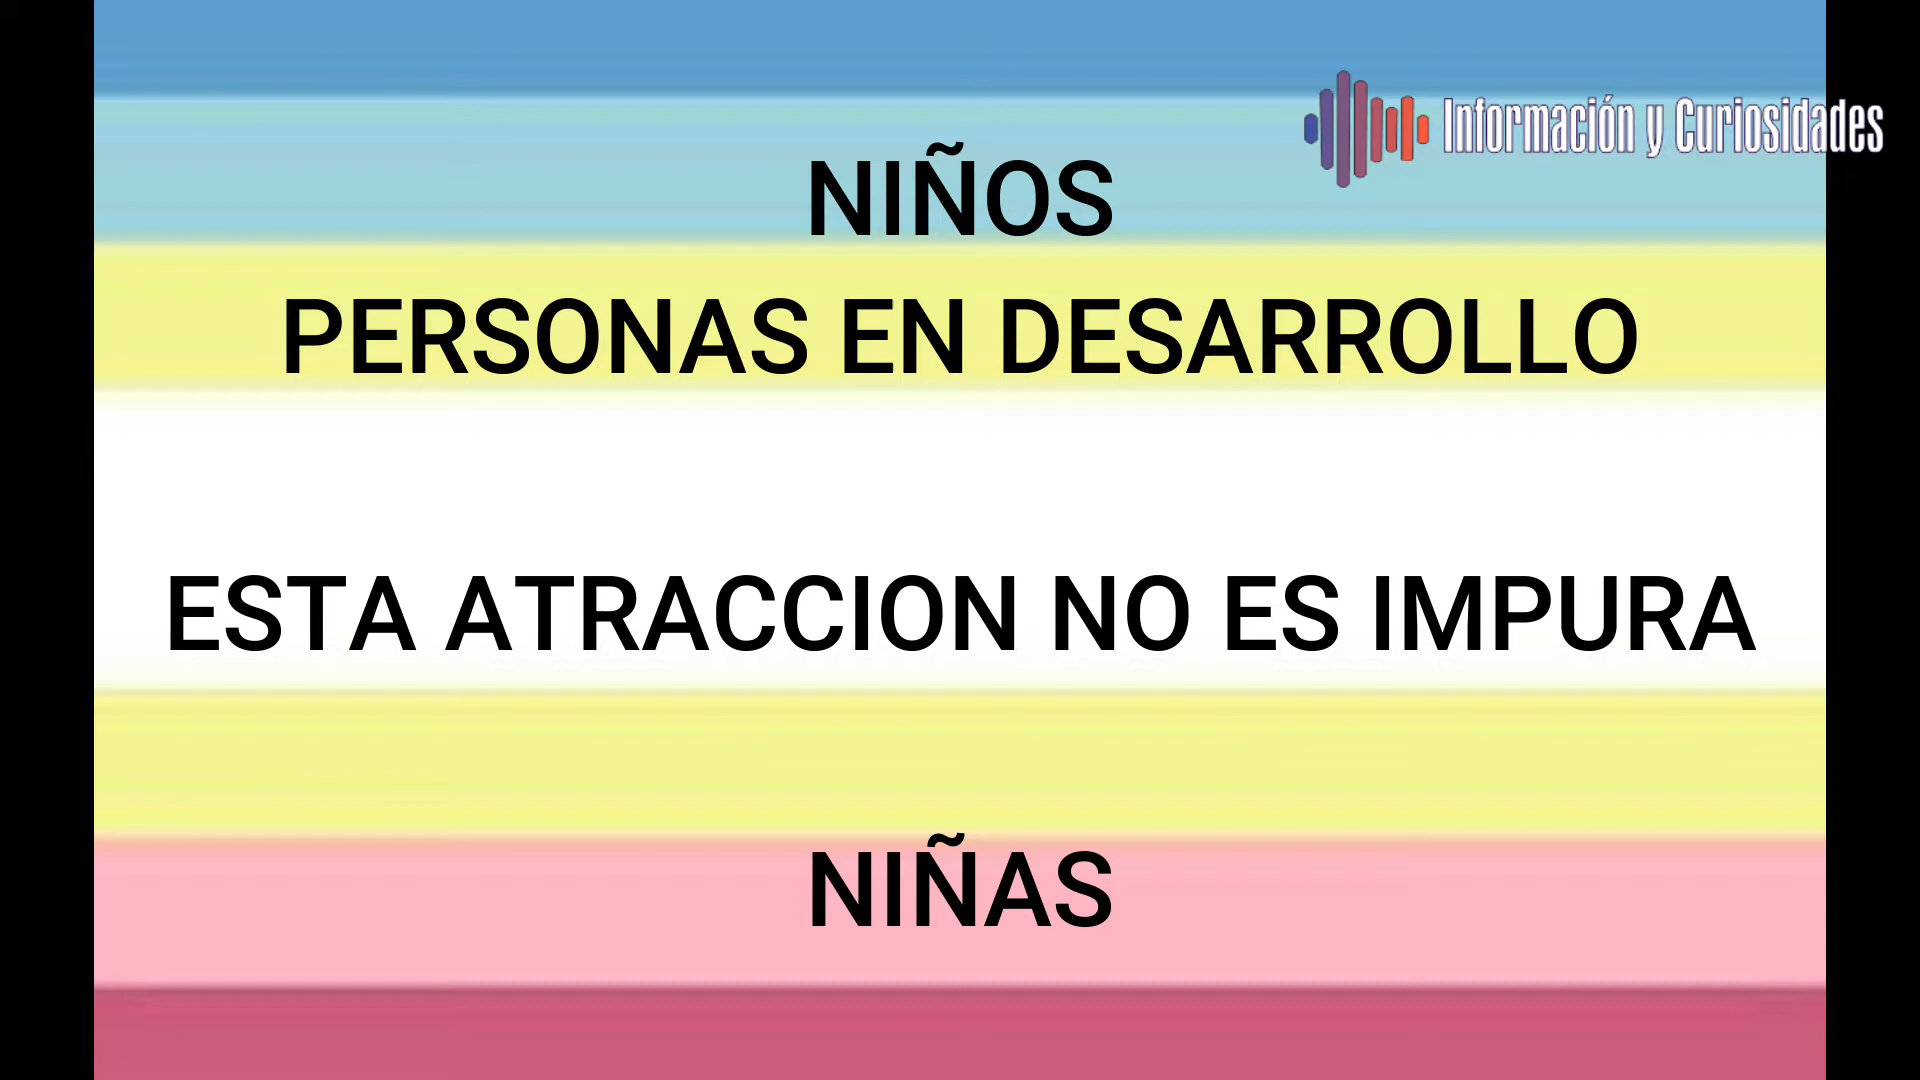 Información y Curiosidades
NIÑOS
PERSONAS EN DESARROLLO
ESTA ATRACCION NO ES IMPURA
NIÑAS